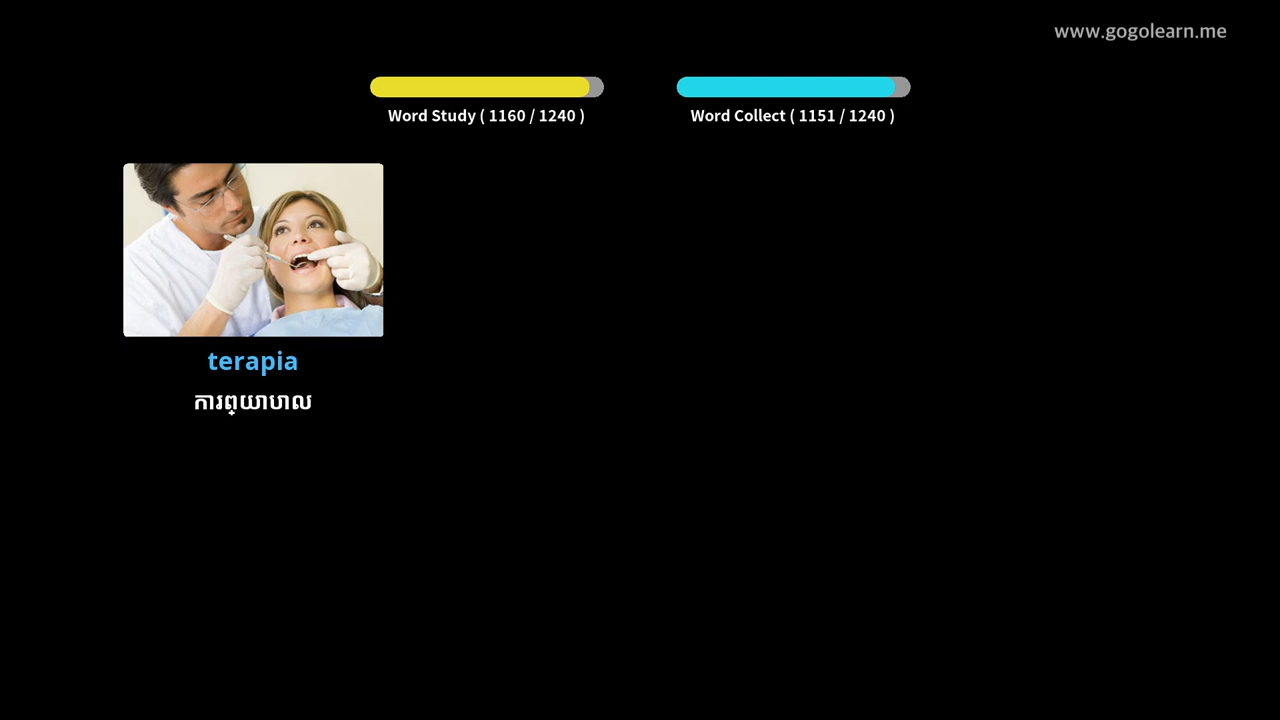 www.gogolearn.me
Word Study ( 1160 / 1240 )
Word Collect ( 1151 / 1240 )
terapia
ការព្យាបាល